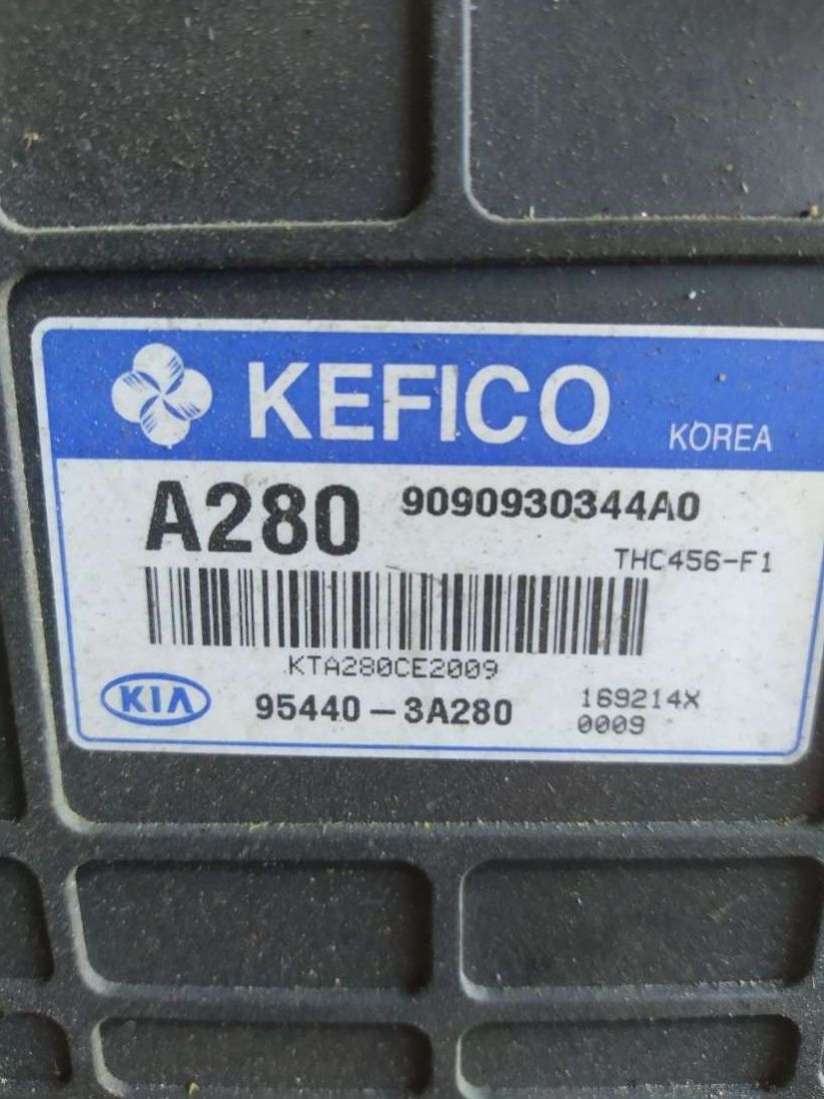 KEFICO KOREA
A280 9090930344A0
THC456-F1
KTA280CE2009
KIA 95440-3A280 169214X
0009